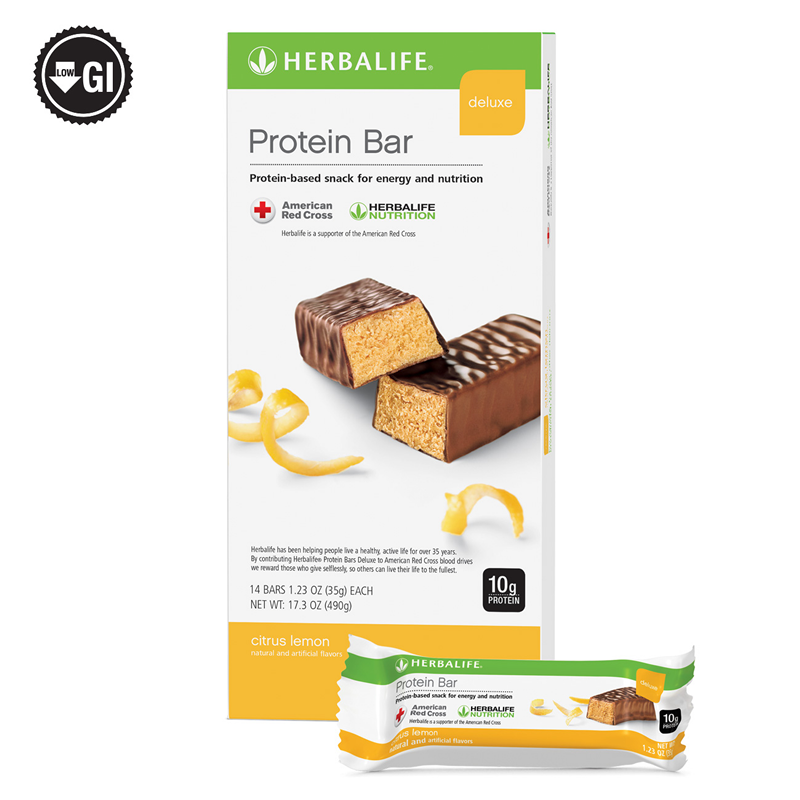 LOW GI
HERBALIFE®
deluxe
Protein Bar
Protein-based snack for energy and nutrition
American
Red Cross
HERBALIFE
NUTRITION
Herbalife is a supporter of the American Red Cross
Herbalife has been helping people live a healthy, active life for over 35 years.
By contributing Herbalife® Protein Bars Deluxe to American Red Cross blood drives
we reward those who give selflessly, so others can live their life to the fullest.
14 BARS 1.23 OZ (35g) EACH
NET WT: 17.3 OZ (490g)
10g
PROTEIN
citrus lemon
natural and artificial flavors
HERBALIFE®
deluxe
Protein Bar
Protein-based snack for energy and nutrition
American
Red Cross
HERBALIFE
NUTRITION
Herbalife is a supporter of the American Red Cross
10g
citrus lemon
natural and artificial flavors
NET
1.23 OZ